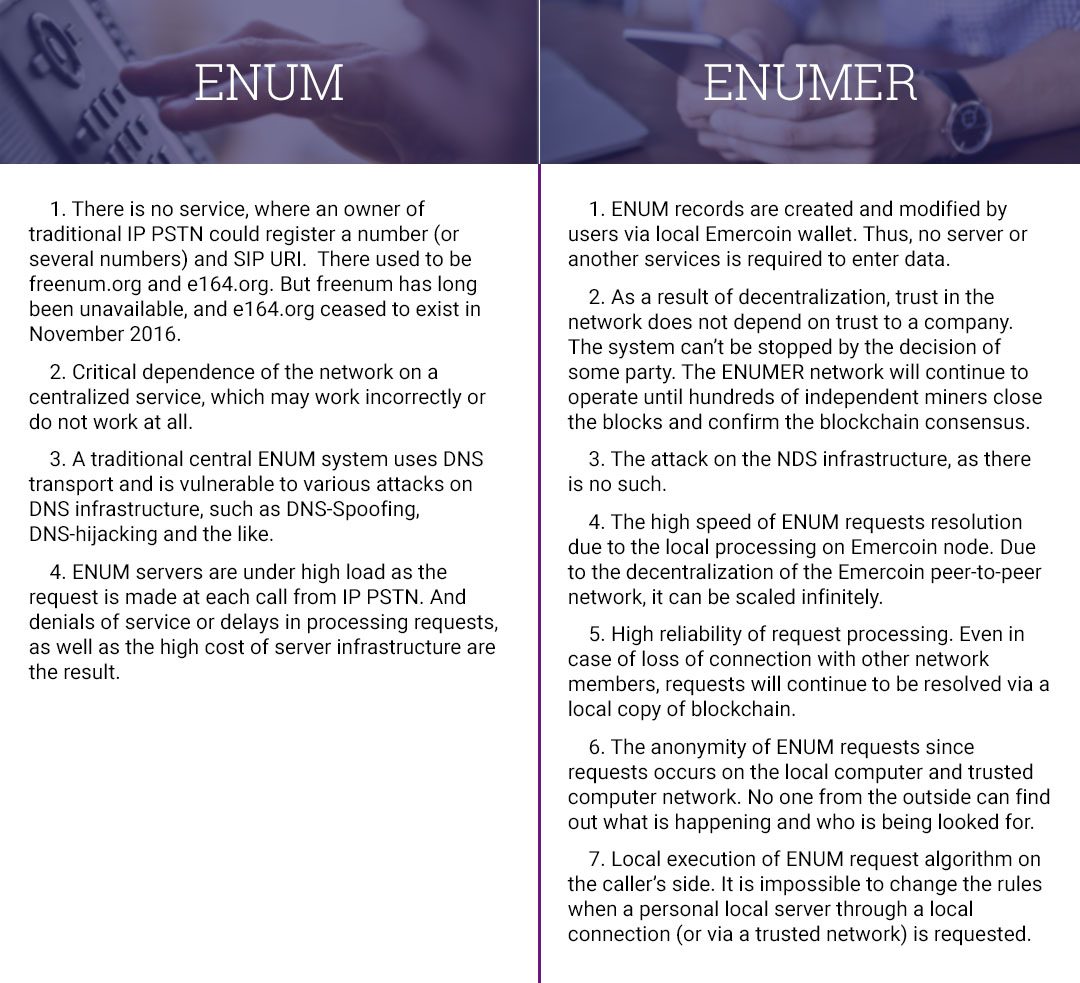 ENUM
1. There is no service, where an owner of
traditional IP PSTN could register a number (or
several numbers) and SIP URI.  There used to be
freenum.org and e164.org. But freenum has long
been unavailable, and e164.org ceased to exist in
November 2016.
2. Critical dependence of the network on a
centralized service, which may work incorrectly or
do not work at all.
3. A traditional central ENUM system uses DNS
transport and is vulnerable to various attacks on
DNS infrastructure, such as DNS-Spoofing,
DNS-hijacking and the like.
4. ENUM servers are under high load as the
request is made at each call from IP PSTN. And
denials of service or delays in processing requests,
as well as the high cost of server infrastructure are
the result.
ENUMER
1. ENUM records are created and modified by
users via local Emercoin wallet. Thus, no server or
another services is required to enter data.
2. As a result of decentralization, trust in the
network does not depend on trust to a company.
The system can’t be stopped by the decision of
some party. The ENUMER network will continue to
operate until hundreds of independent miners close
the blocks and confirm the blockchain consensus.
3. The attack on the NDS infrastructure, as there
is no such.
4. The high speed of ENUM requests resolution
due to the local processing on Emercoin node. Due
to the decentralization of the Emercoin peer-to-peer
network, it can be scaled infinitely.
5. High reliability of request processing. Even in
case of loss of connection with other network
members, requests will continue to be resolved via a
local copy of blockchain.
6. The anonymity of ENUM requests since
requests occurs on the local computer and trusted
computer network. No one from the outside can find
out what is happening and who is being looked for.
7. Local execution of ENUM request algorithm on
the caller’s side. It is impossible to change the rules
when a personal local server through a local
connection (or via a trusted network) is requested.